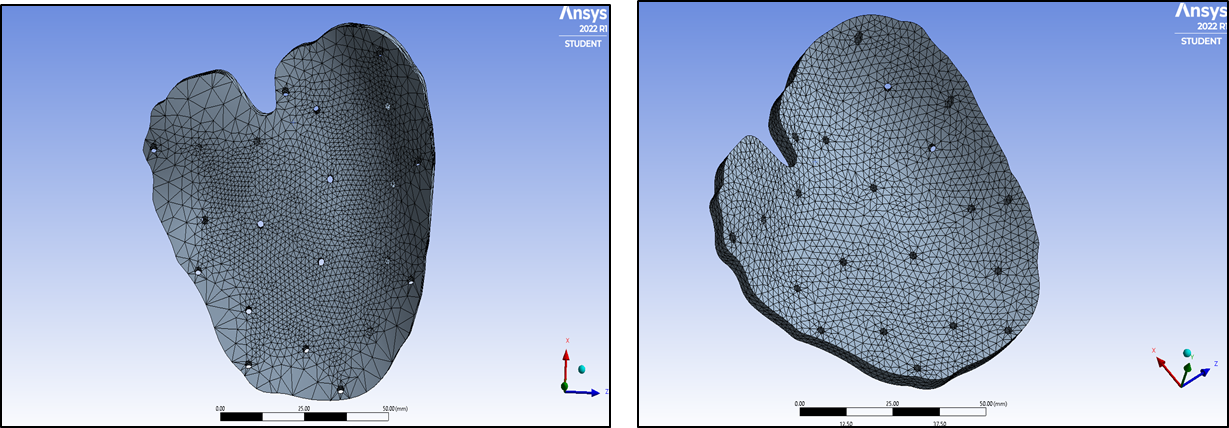 Ansys
2022 R1
STUDENT
X
Z
0.00 25.00 50.00 (mm)
Ansys
2022 R1
STUDENT
X
Y
Z
0.00 25.00 50.00 (mm)
12.50 37.50